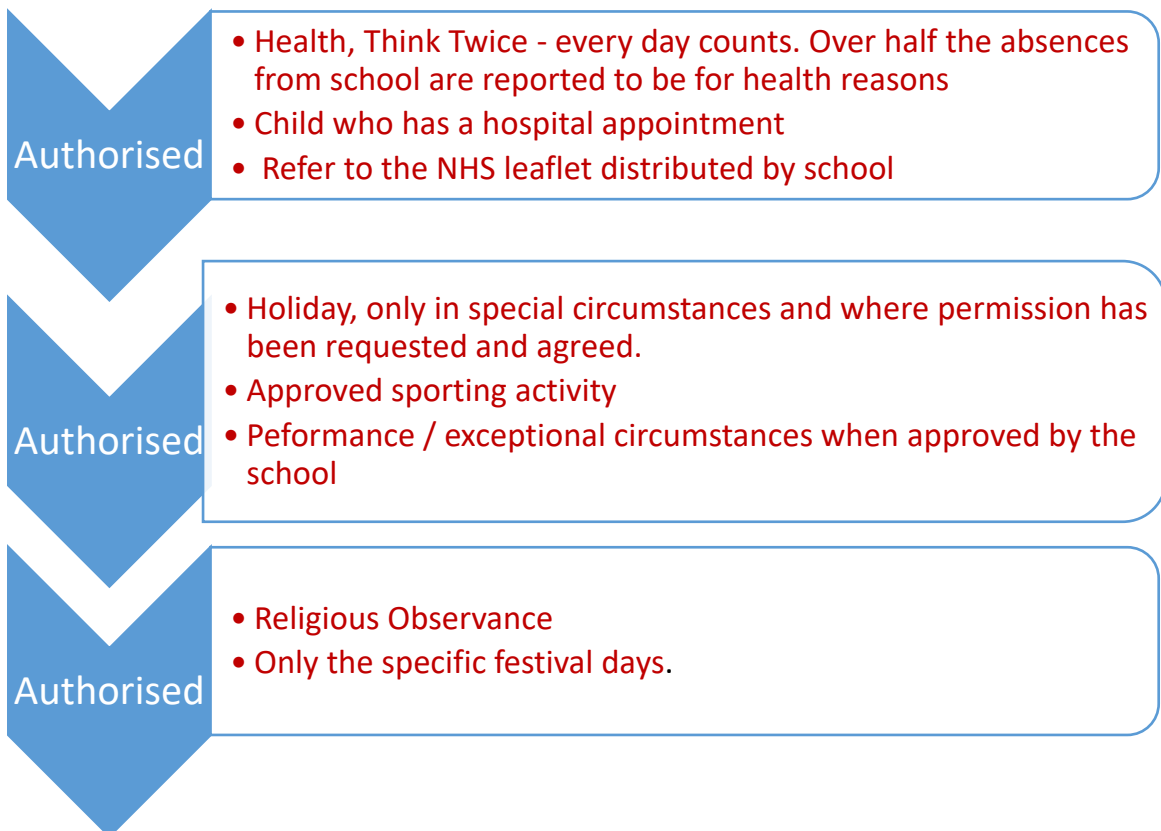 Authorised
• Health, Think Twice - every day counts. Over half the absences
from school are reported to be for health reasons
• Child who has a hospital appointment
• Refer to the NHS leaflet distributed by school
Authorised
• Holiday, only in special circumstances and where permission has
been requested and agreed.
• Approved sporting activity
• Peformance / exceptional circumstances when approved by the
school
Authorised
• Religious Observance
• Only the specific festival days.